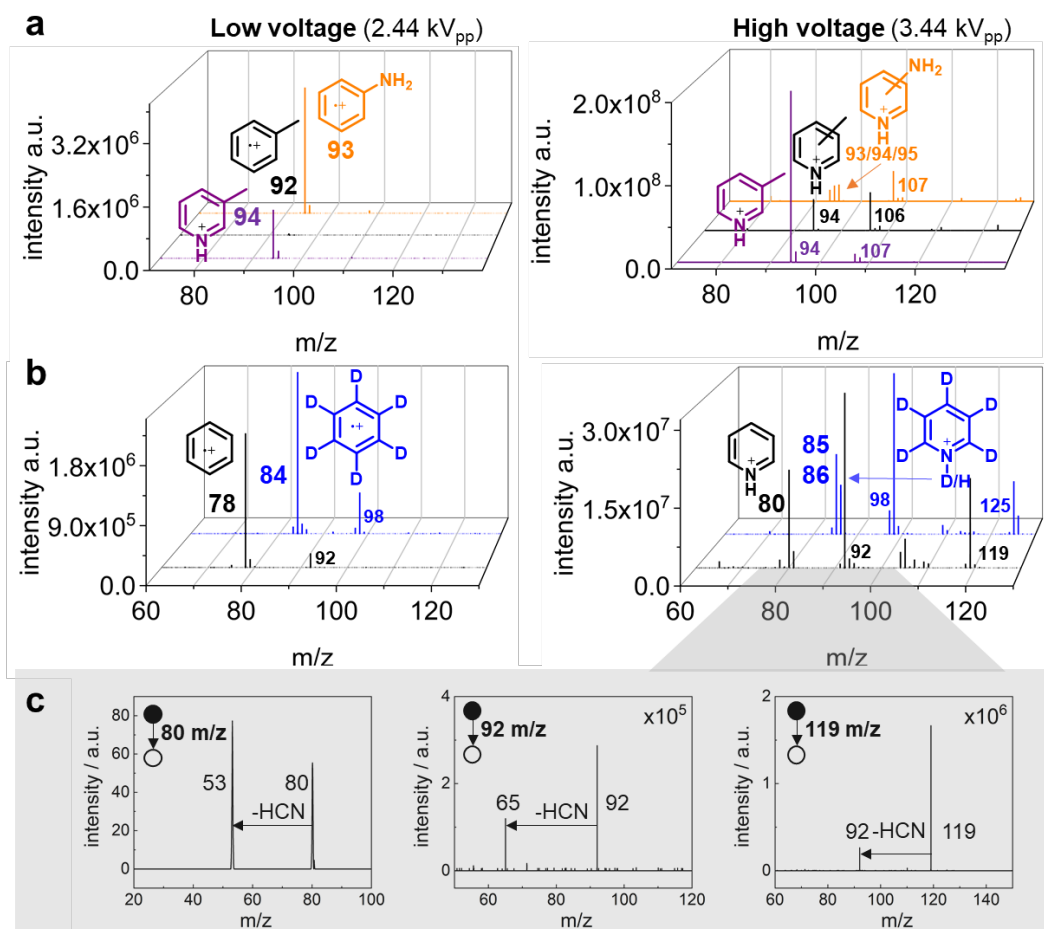 a
Low voltage (2.44 kVpp)
High voltage (3.44 kVpp)
intensity a.u.
3.2x10⁶
1.6x10⁶
0.0
NH₂
93
92
94
N
H
+
·+
·+
80
100
120
m/z
intensity a.u.
2.0x10⁸
1.0x10⁸
0.0
NH₂
N
H
+
93/94/95
107
N
H
+
94
106
N
H
+
94
107
80
100
120
m/z
b
intensity a.u.
1.8x10⁶
9.0x10⁵
0.0
D
D
D
D
D
D
·+
84
98
·+
78
92
60
80
100
120
m/z
intensity a.u.
3.0x10⁷
1.5x10⁷
0.0
D
D
D
D
D
N
+
D/H
85
86
98
125
N
H
+
80
92
119
60
80
100
120
m/z
c
intensity / a.u.
80
60
40
20
0
80 m/z
53
80
-HCN
20
40
60
80
100
m/z
intensity / a.u.
4
2
0
92 m/z
x10⁵
65
-HCN
92
60
80
100
120
m/z
intensity / a.u.
2
1
0
119 m/z
x10⁶
92
-HCN
119
60
80
100
120
140
m/z